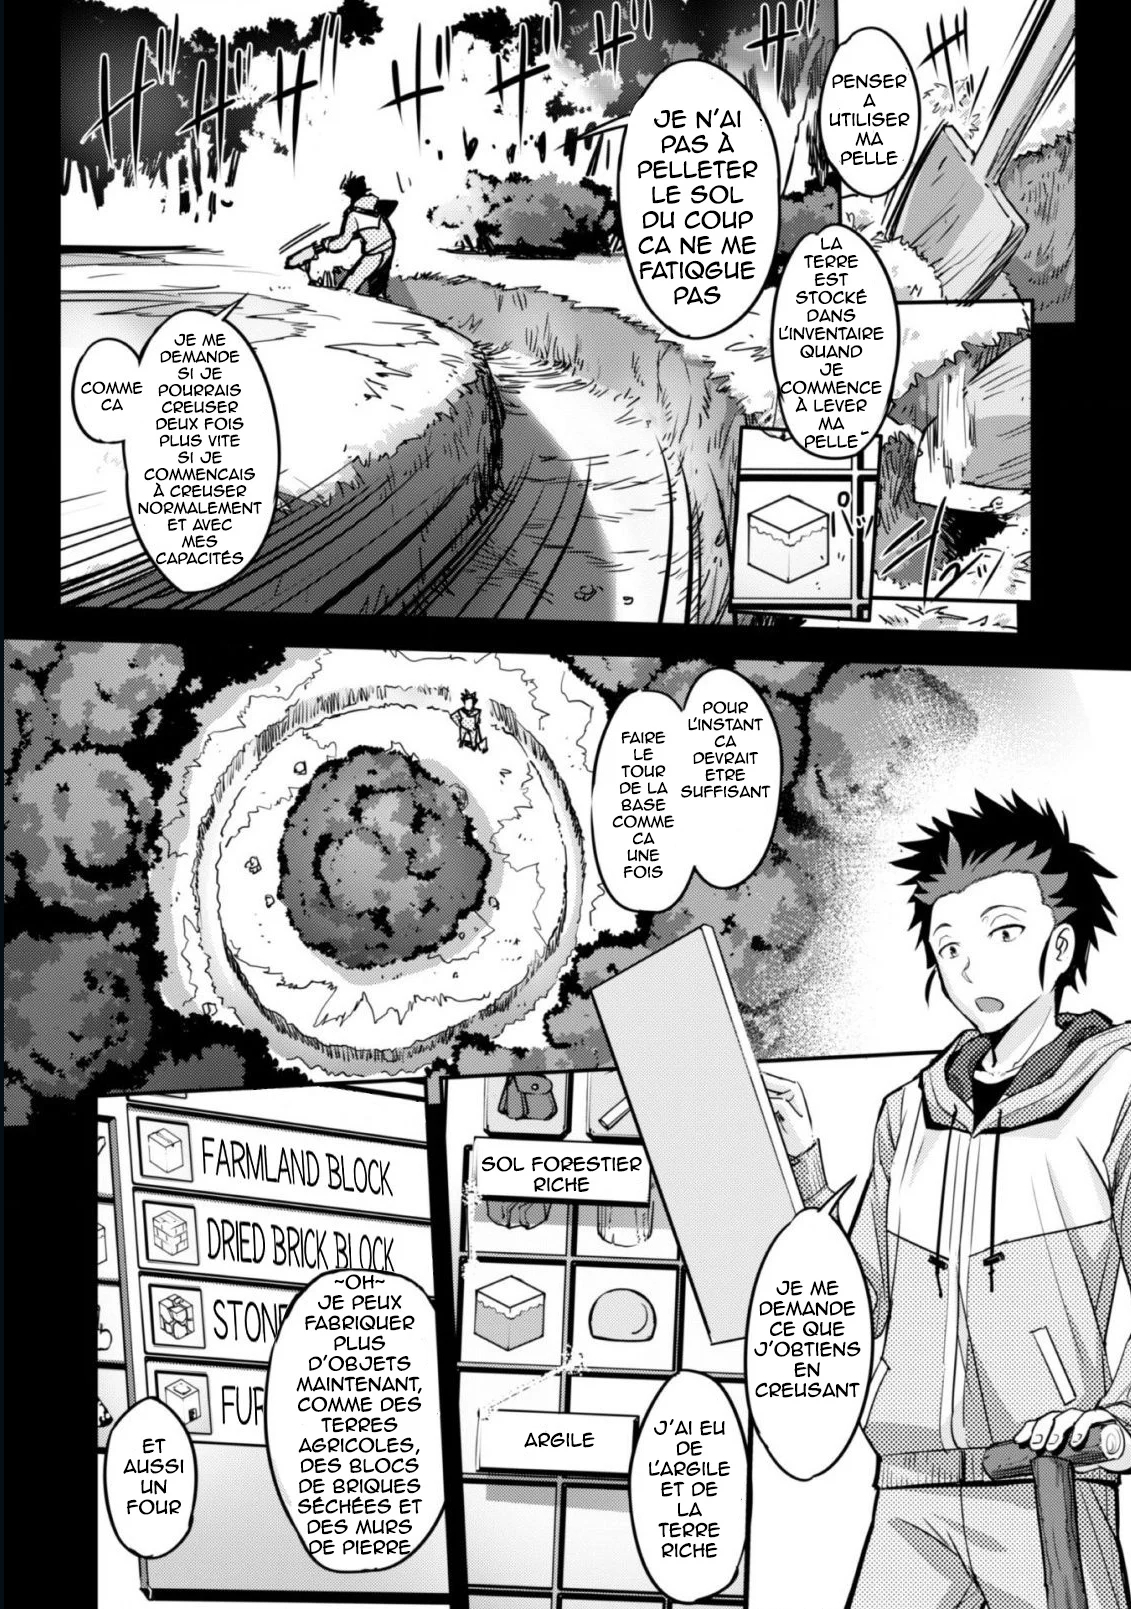 PENSER
A
UTILISER
MA
PELLE
JE N'AI
PAS À
PELLETER
LE SOL
DU COUP
CA NE ME
FATIQGUE
PAS
LA
TERRE
EST
STOCKÉ
DANS
L'INVENTAIRE
QUAND
JE
COMMENCE
À LEVER
MA
PELLE
JE ME
DEMANDE
SI JE
POURRAIS
CREUSER
DEUX FOIS
PLUS VITE
SI JE
COMMENCAIS
À CREUSER
NORMALEMENT
ET AVEC
MES
CAPACITÉS
COMME
CA
POUR
L'INSTANT
CA
DEVRAIT
ETRE
SUFFISANT
FAIRE
LE
TOUR
DE LA
BASE
COMME
CA
UNE
FOIS
JE ME
DEMANDE
CE QUE
J'OBTIENS
EN
CREUSANT
SOL FORESTIER
RICHE
ARGILE
J'AI EU
DE
L'ARGILE
ET DE
LA
TERRE
RICHE
FARMLAND BLOCK
DRIED BRICK BLOCK
STONE
FUR
~OH~
JE PEUX
FABRIQUER
PLUS
D'OBJETS
MAINTENANT,
COMME DES
TERRES
AGRICOLES,
DES BLOCS
DE BRIQUES
SÉCHÉES ET
DES MURS
DE PIERRE
ET
AUSSI
UN
FOUR